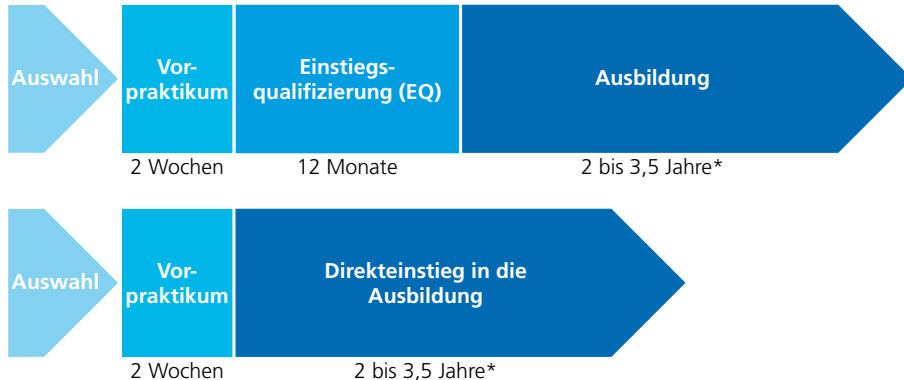 Auswahl
Vor-
praktikum
Einstiegs-
qualifizierung (EQ)
Ausbildung
2 Wochen
12 Monate
2 bis 3,5 Jahre*
Auswahl
Vor-
praktikum
Direkteinstieg in die
Ausbildung
2 Wochen
2 bis 3,5 Jahre*